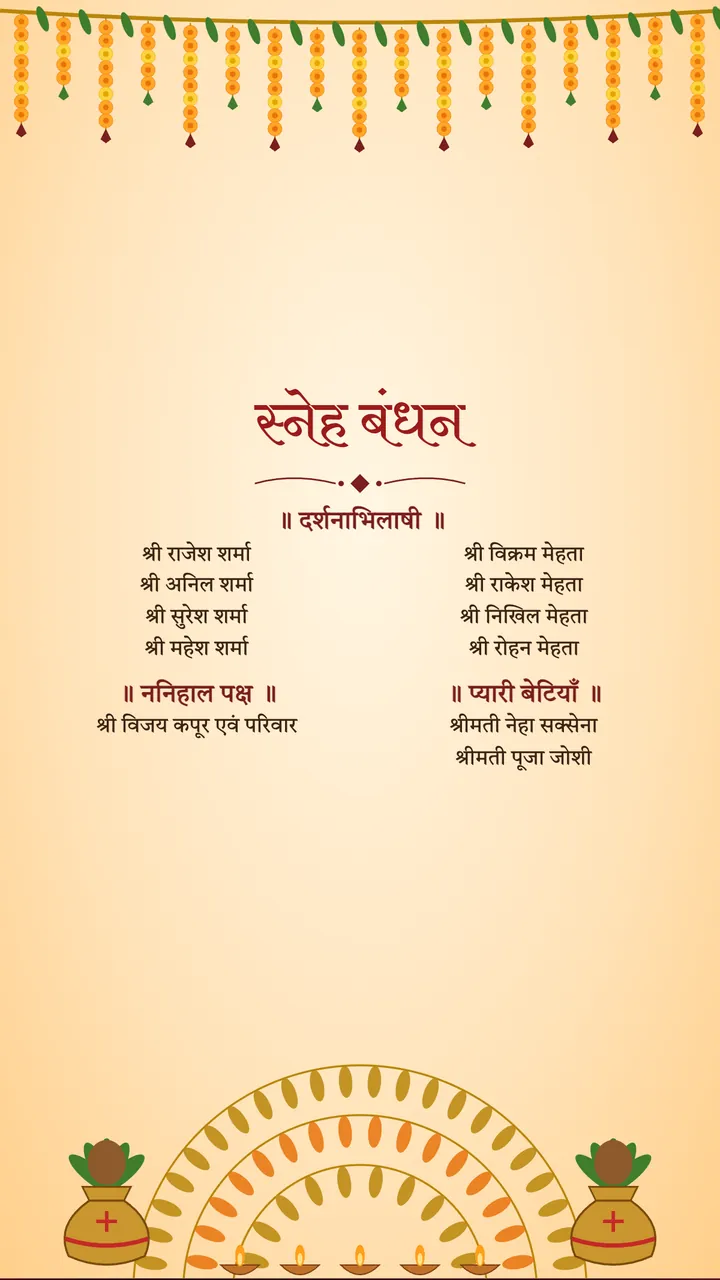 स्नेह बंधन
॥ दर्शनाभिलाषी ॥
श्री राजेश शर्मा
श्री अनिल शर्मा
श्री सुरेश शर्मा
श्री महेश शर्मा
श्री विक्रम मेहता
श्री राकेश मेहता
श्री निखिल मेहता
श्री रोहन मेहता
॥ ननिहाल पक्ष ॥
श्री विजय कपूर एवं परिवार
॥ प्यारी बेटियाँ ॥
श्रीमती नेहा सक्सेना
श्रीमती पूजा जोशी